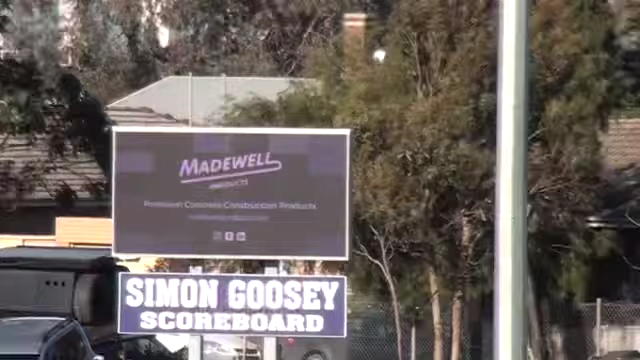 MADEWELL
PRODUCTS
Premium Concrete Construction Products
SIMON GOOSEY
SCOREBOARD